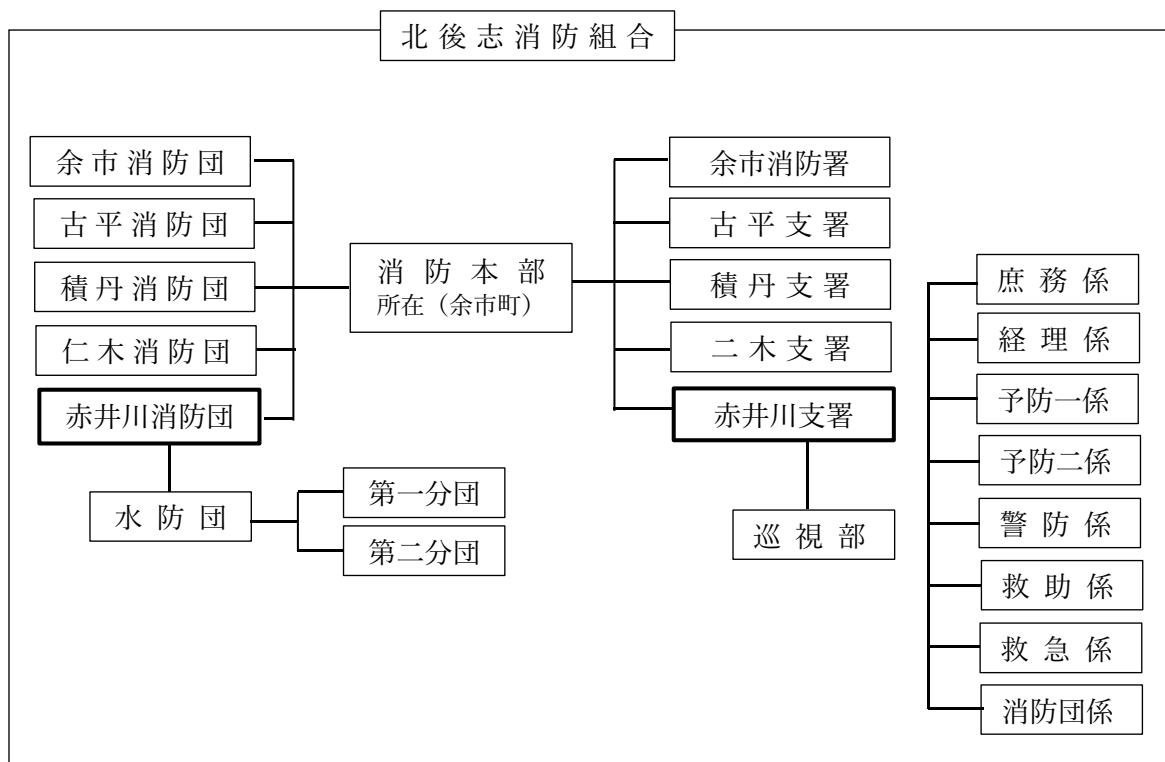 北後志消防組合
余市消防団
古平消防団
積丹消防団
仁木消防団
赤井川消防団
水防団
第一分団
第二分団
消防本部
所在（余市町）
余市消防署
古平支署
積丹支署
二木支署
赤井川支署
巡視部
庶務係
経理係
予防一係
予防二係
警防係
救助係
救急係
消防団係